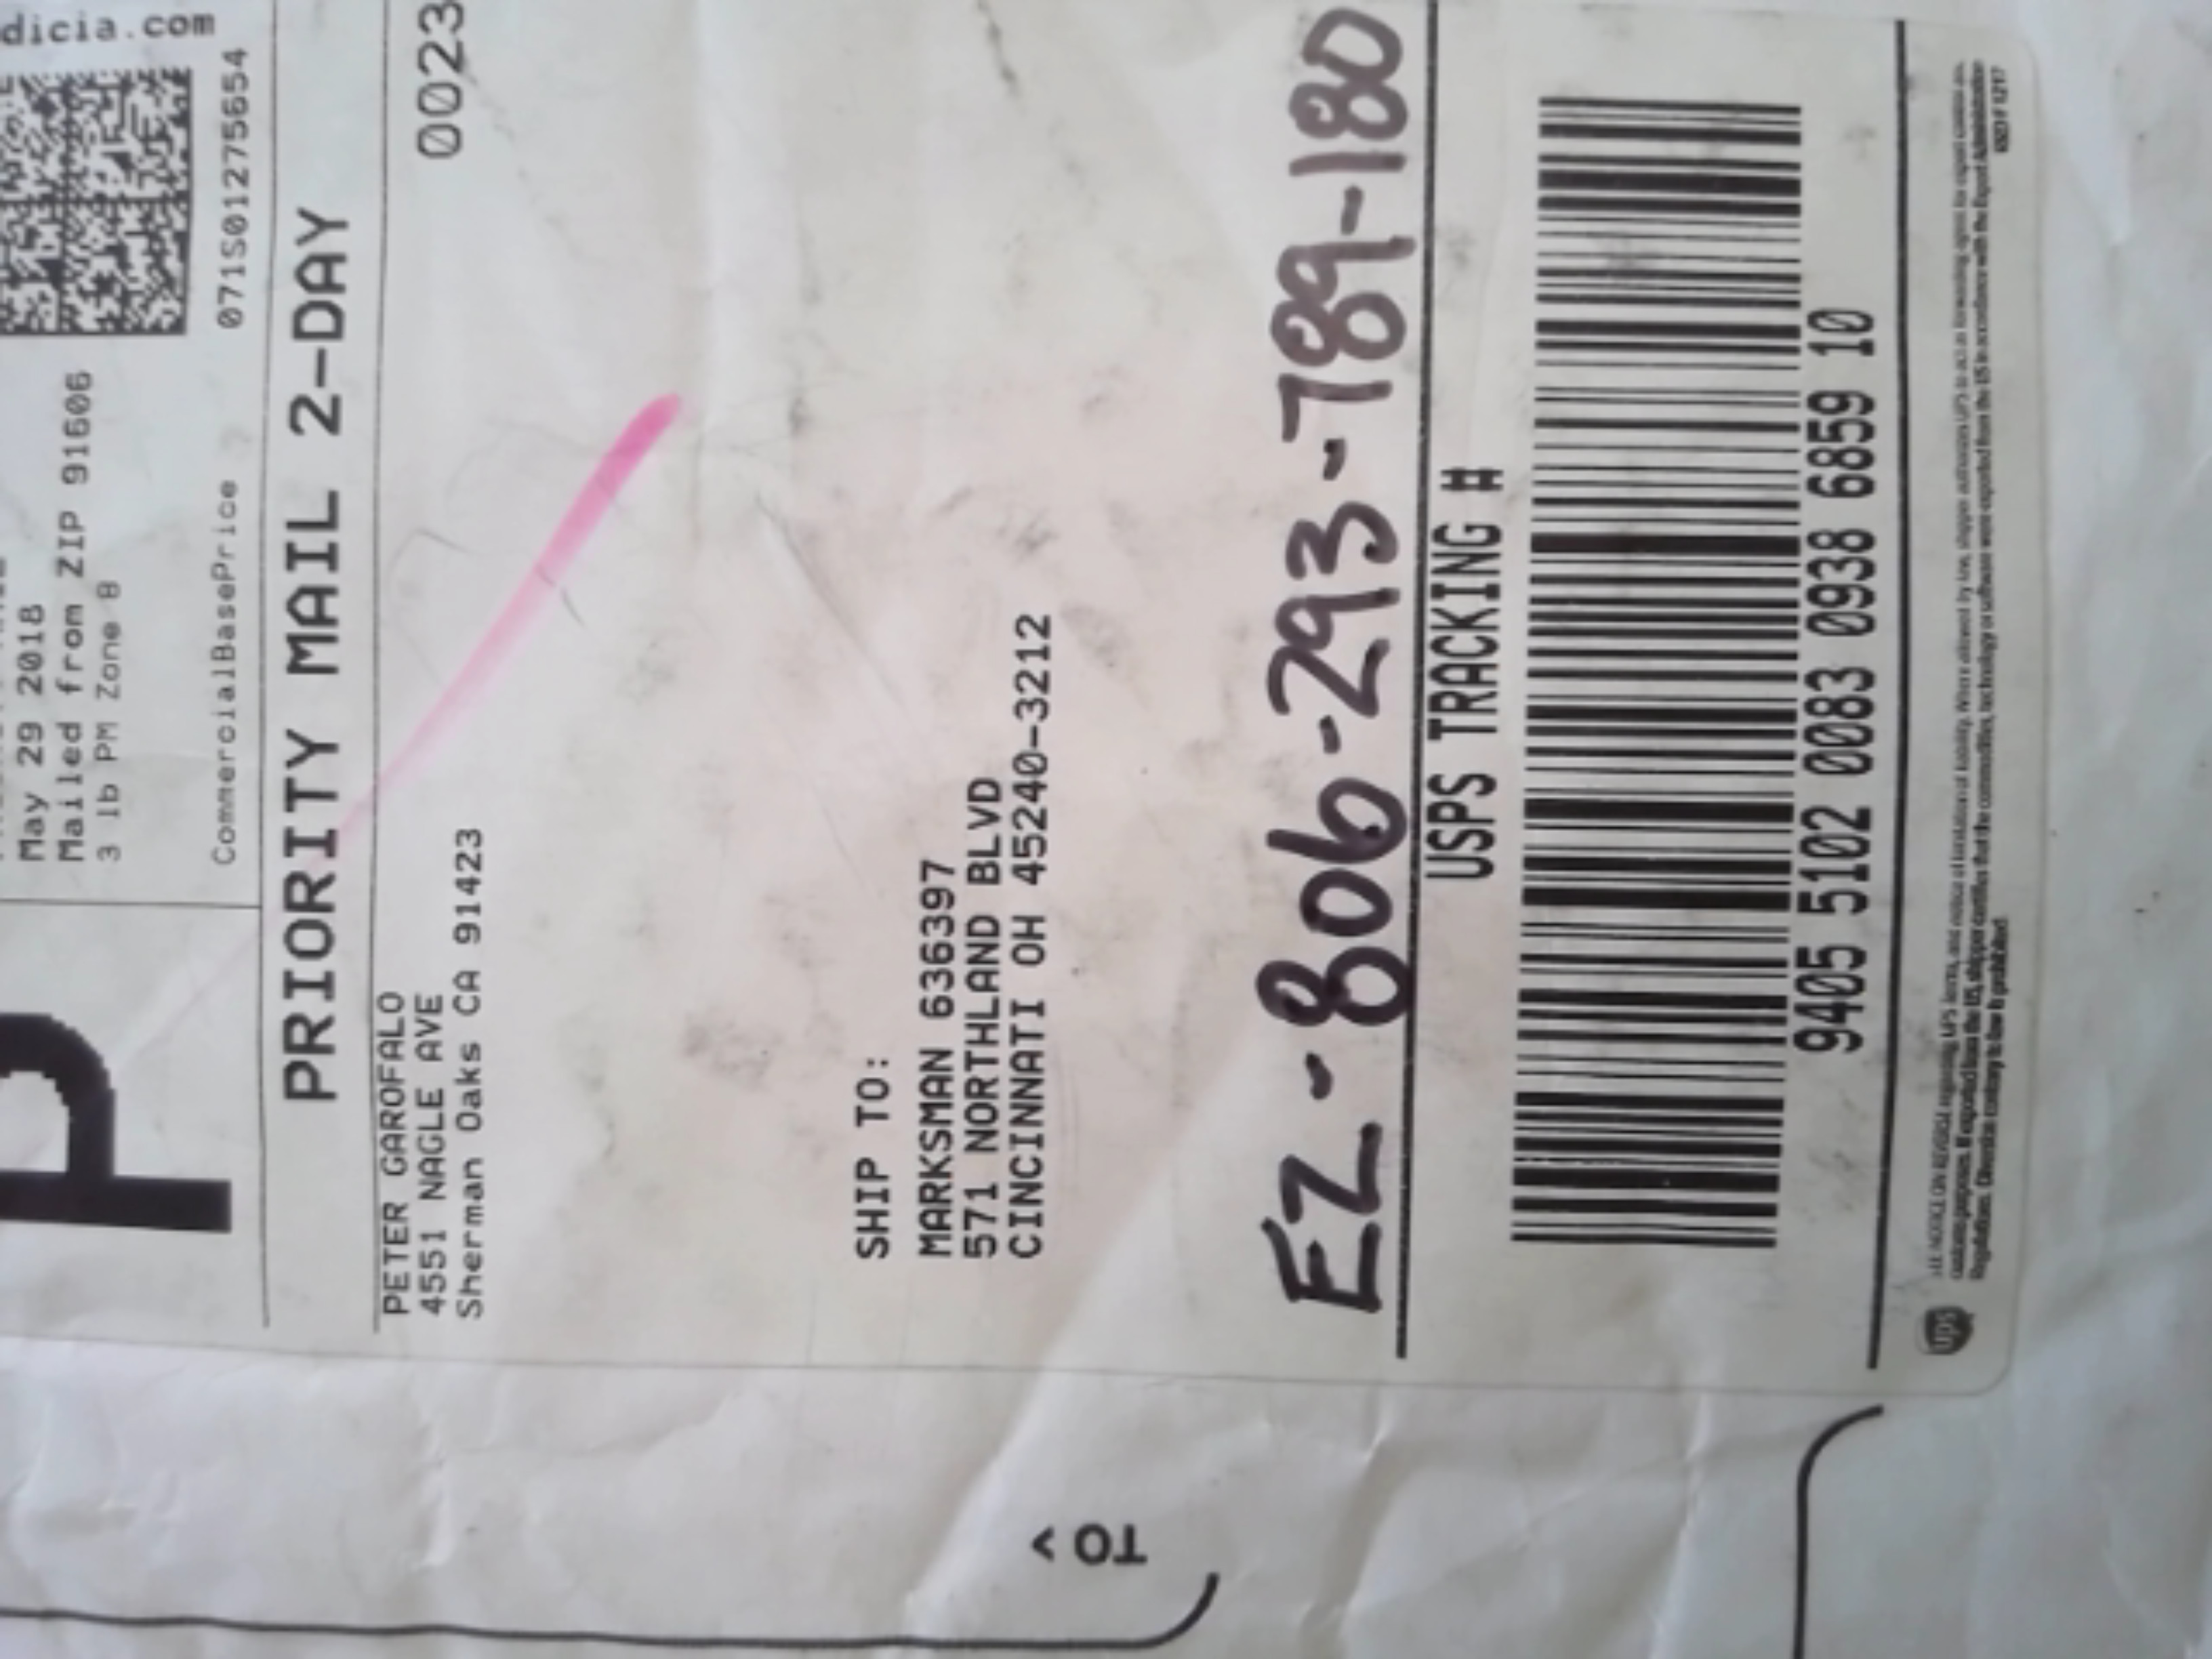 dicia.com
May 29 2018
Mailed from ZIP 91606
3 lb PM Zone 8
CommercialBasePrice
071S01275654
P
PRIORITY MAIL 2-DAY
PETER GAROFALO
4551 NAGLE AVE
Sherman Oaks CA 91423
0023
SHIP TO:
MARKSMAN 636397
571 NORTHLAND BLVD
CINCINNATI OH 45240-3212
EZ-806-293-789-180
USPS TRACKING #
9405 5102 0083 0938 6859 10
ups
TO >